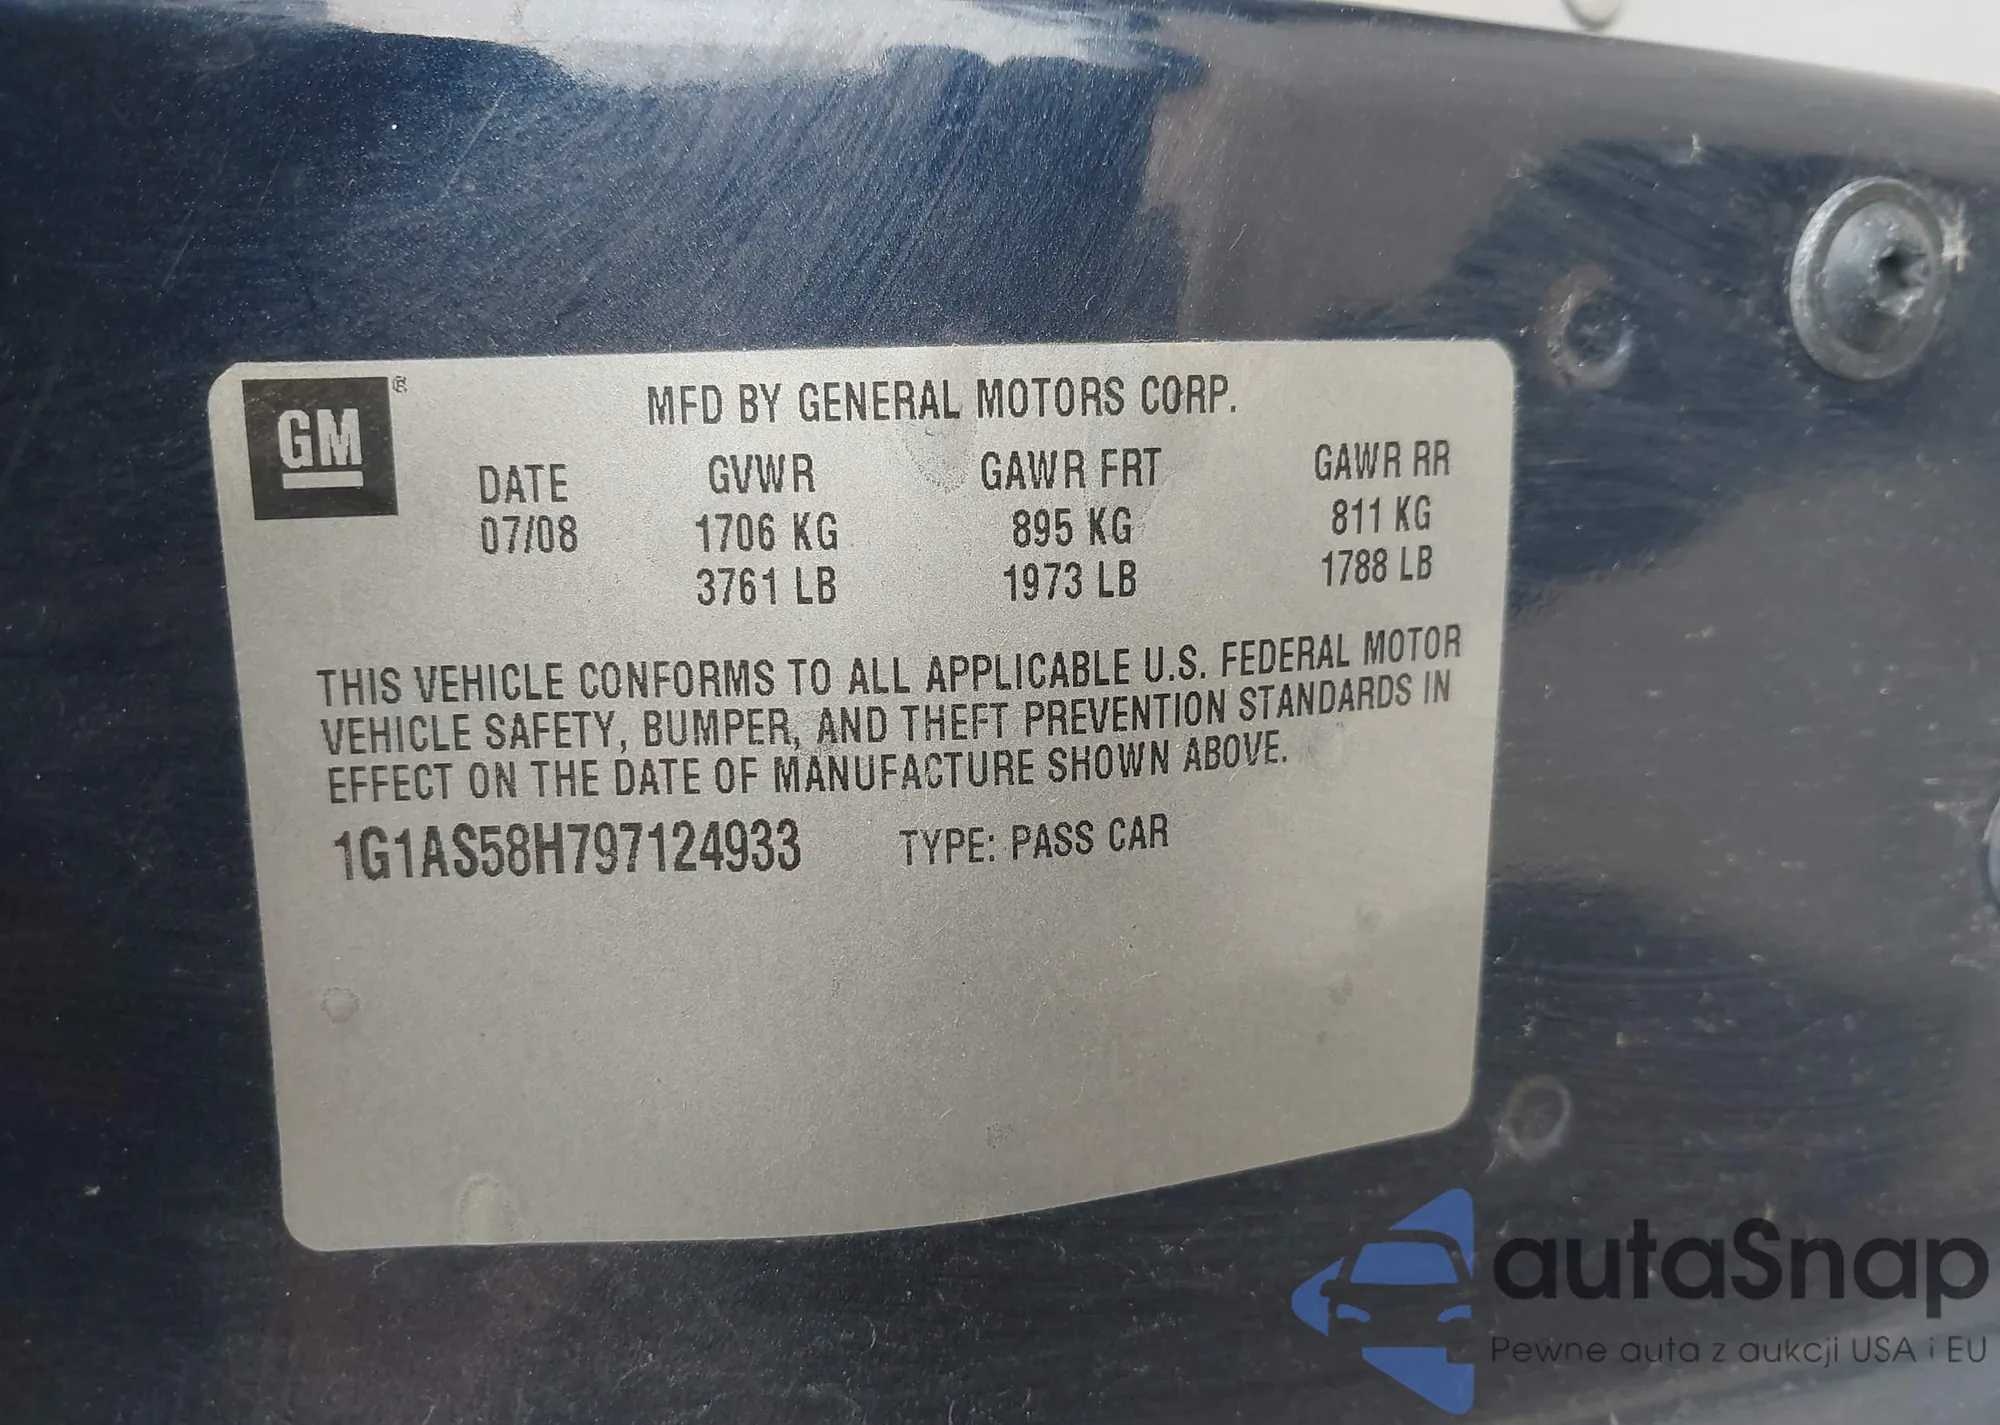 GM ®
MFD BY GENERAL MOTORS CORP.
DATE GVWR GAWR FRT GAWR RR
07/08 1706 KG 895 KG 811 KG
3761 LB 1973 LB 1788 LB
THIS VEHICLE CONFORMS TO ALL APPLICABLE U.S. FEDERAL MOTOR
VEHICLE SAFETY, BUMPER, AND THEFT PREVENTION STANDARDS IN
EFFECT ON THE DATE OF MANUFACTURE SHOWN ABOVE.
1G1AS58H797124933 TYPE: PASS CAR
autaSnap
Pewne auta z aukcji USA i EU